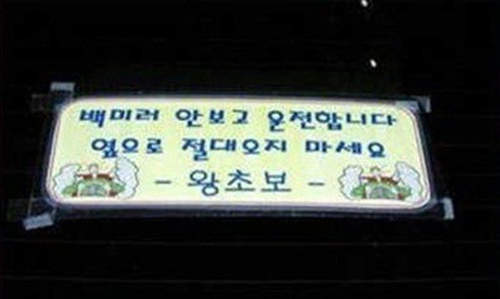 백미러 안보고 운전합니다
옆으로 절대오지 마세요
- 왕초보 -